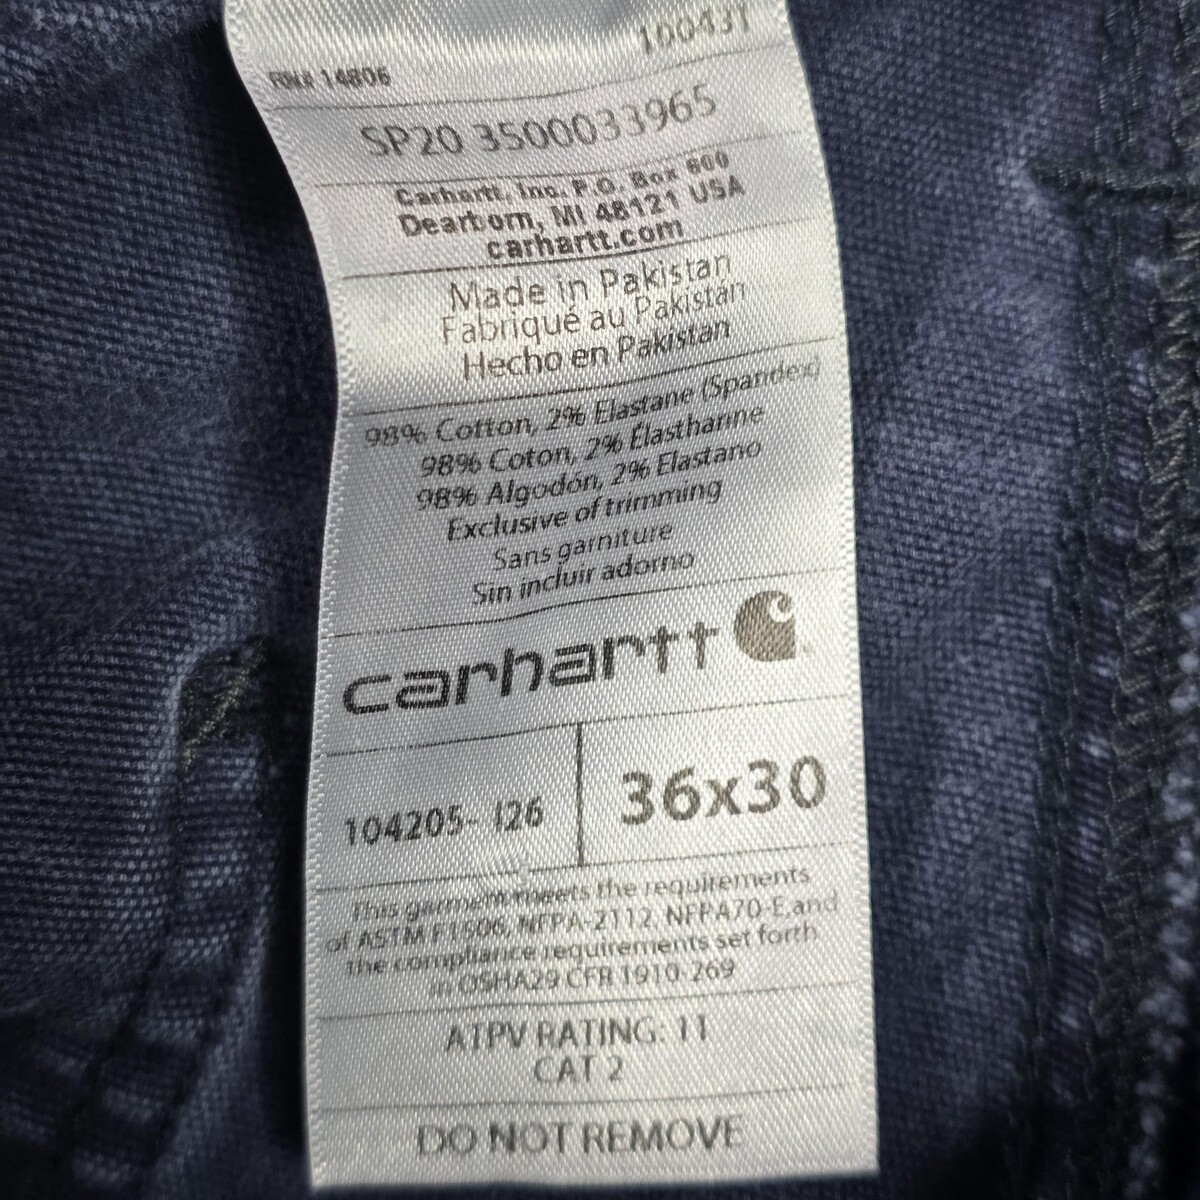 100431
RN# 14806
SP20 3500033965
Carhartt, Inc. P.O. Box 600
Dearborn, MI 48121 USA
carhartt.com
Made in Pakistan
Fabriqué au Pakistán
Hecho en Pakistan
98% Cotton, 2% Elastane (Spandex)
98% Coton, 2% Élasthanne
98% Algodón, 2% Elastano
Exclusive of trimming
Sans garniture
Sin incluir adorno
carhartt
104205- I26
36x30
This garment meets the requirements
of ASTM F1506, NFPA-2112, NFPA70-E,and
the compliance requirements set forth
in OSHA29 CFR 1910-269
ATPV RATING: 11
CAT 2
DO NOT REMOVE